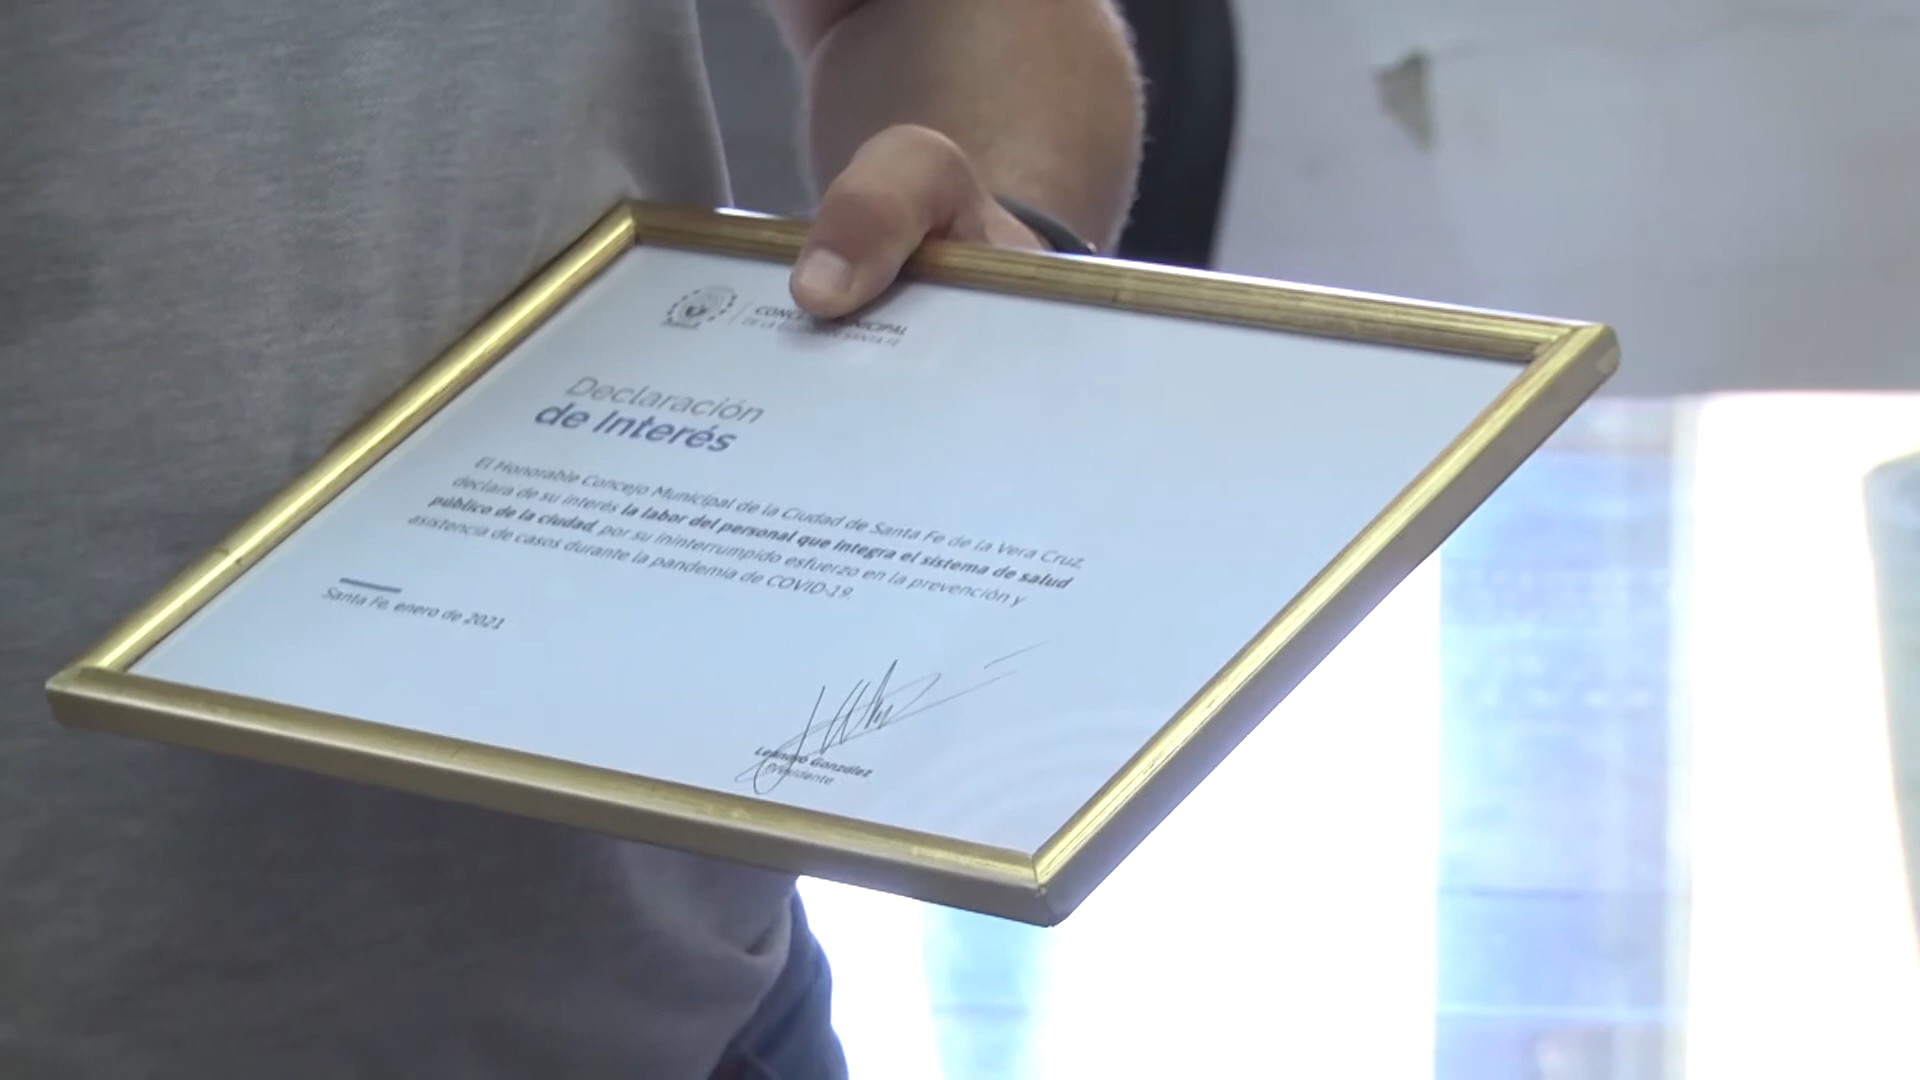 MUNICIPAL
SANTA FE
Declaración
de Interés
El Honorable Concejo Municipal de la Ciudad de Santa Fe de la Vera Cruz
declara de su interés la labor del personal que integra el sistema de salud
público de la ciudad, por su ininterrumpido esfuerzo en la prevención y
asistencia de casos durante la pandemia de COVID-19.
Santa Fe, enero de 2021
Leandro González
Presidente